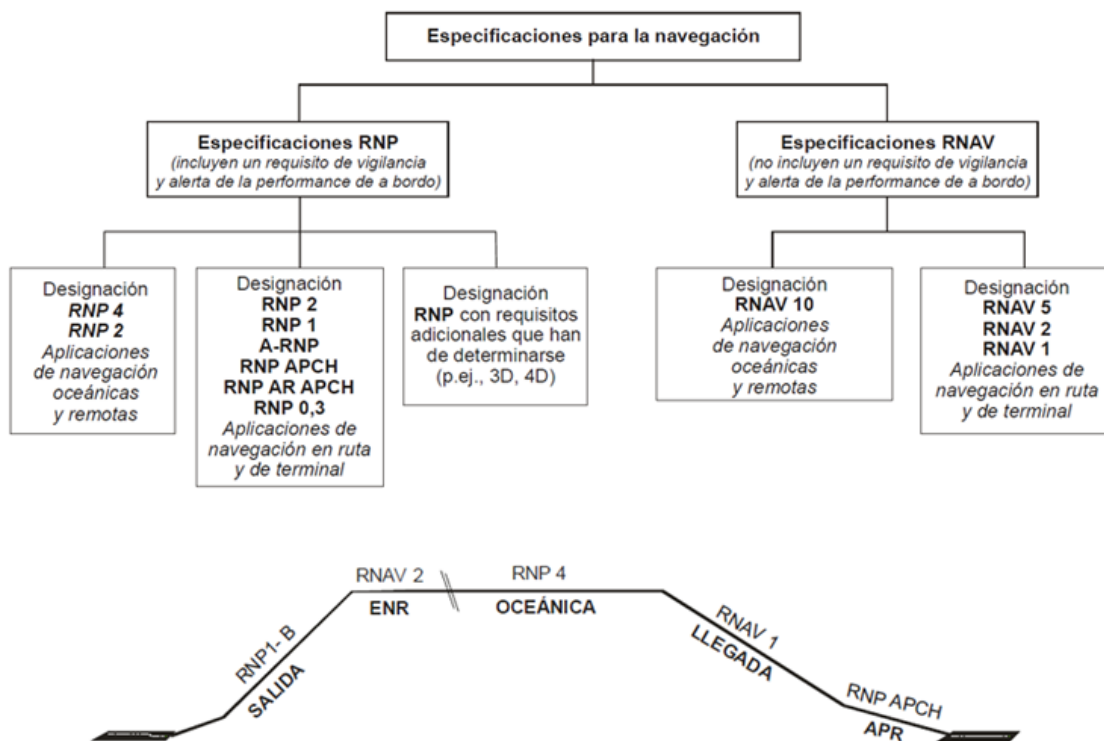 Especificaciones para la navegación
Especificaciones RNP
(incluyen un requisito de vigilancia
y alerta de la performance de a bordo)
Especificaciones RNAV
(no incluyen un requisito de vigilancia
y alerta de la performance de a bordo)
Designación
RNP 4
RNP 2
Aplicaciones
de navegación
oceánicas
y remotas
Designación
RNP 2
RNP 1
A-RNP
RNP APCH
RNP AR APCH
RNP 0,3
Aplicaciones de
navegación en ruta
y de terminal
Designación
RNP con requisitos
adicionales que han
de determinarse
(p.ej., 3D, 4D)
Designación
RNAV 10
Aplicaciones
de navegación
oceánicas
y remotas
Designación
RNAV 5
RNAV 2
RNAV 1
Aplicaciones de
navegación en ruta
y de terminal
RNP1- B
SALIDA
RNAV 2
ENR
RNP 4
OCEÁNICA
RNAV 1
LLEGADA
RNP APCH
APR